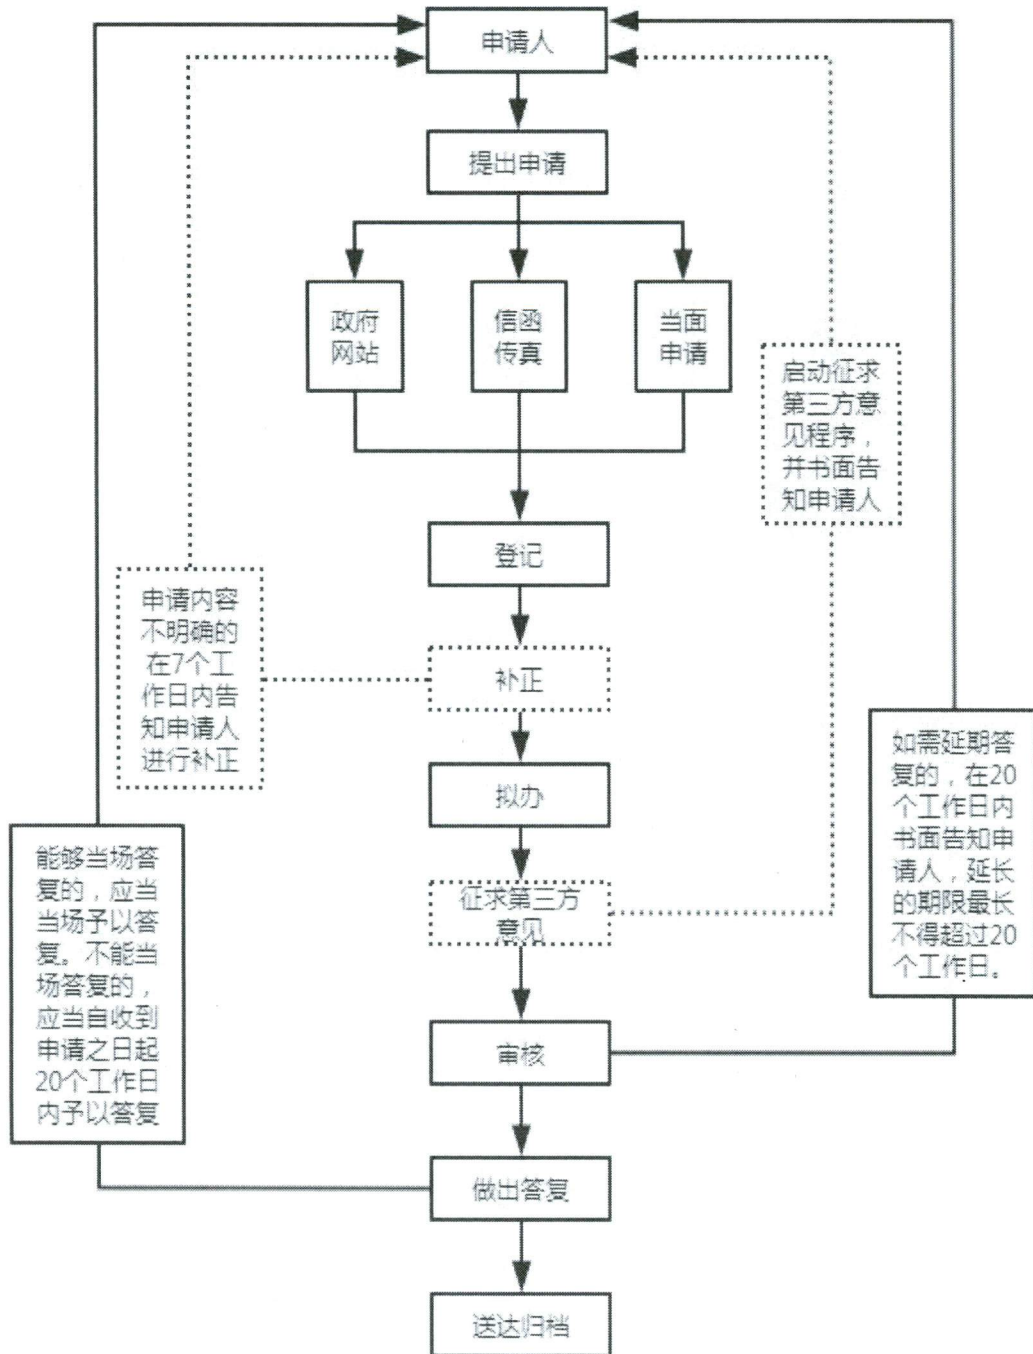 申请人
提出申请
政府
网站
信函
传真
当面
申请
启动征求
第三方意
见程序，
并书面告
知申请人
登记
申请内容
不明确的
在7个工
作日内告
知申请人
进行补正
补正
拟办
如需延期答
复的，在20
个工作日内
书面告知申
请人，延长
的期限最长
不得超过20
个工作日。
能够当场答
复的，应当
当场予以答
复。不能当
场答复的，
应当自收到
申请之日起
20个工作日
内予以答复
征求第三方
意见
审核
做出答复
送达归档